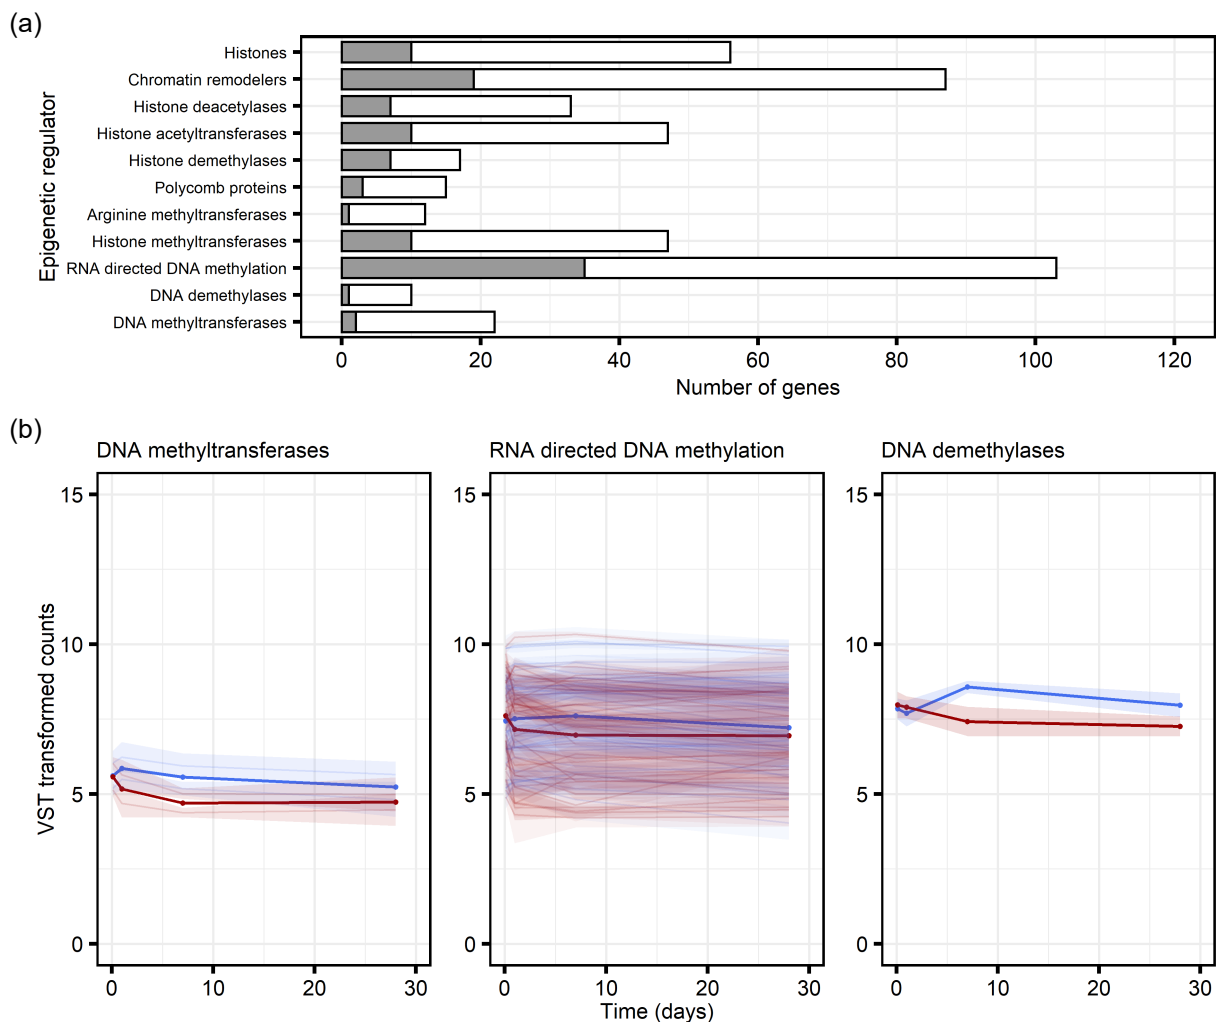 (a)
Epigenetic regulator
Histones
Chromatin remodelers
Histone deacetylases
Histone acetyltransferases
Histone demethylases
Polycomb proteins
Arginine methyltransferases
Histone methyltransferases
RNA directed DNA methylation
DNA demethylases
DNA methyltransferases
0 20 40 60 80 100 120
Number of genes
(b)
DNA methyltransferases RNA directed DNA methylation DNA demethylases
VST transformed counts
15 15 15
10 10 10
5 5 5
0 0 0
0 10 20 30 0 10 20 30 0 10 20 30
Time (days)